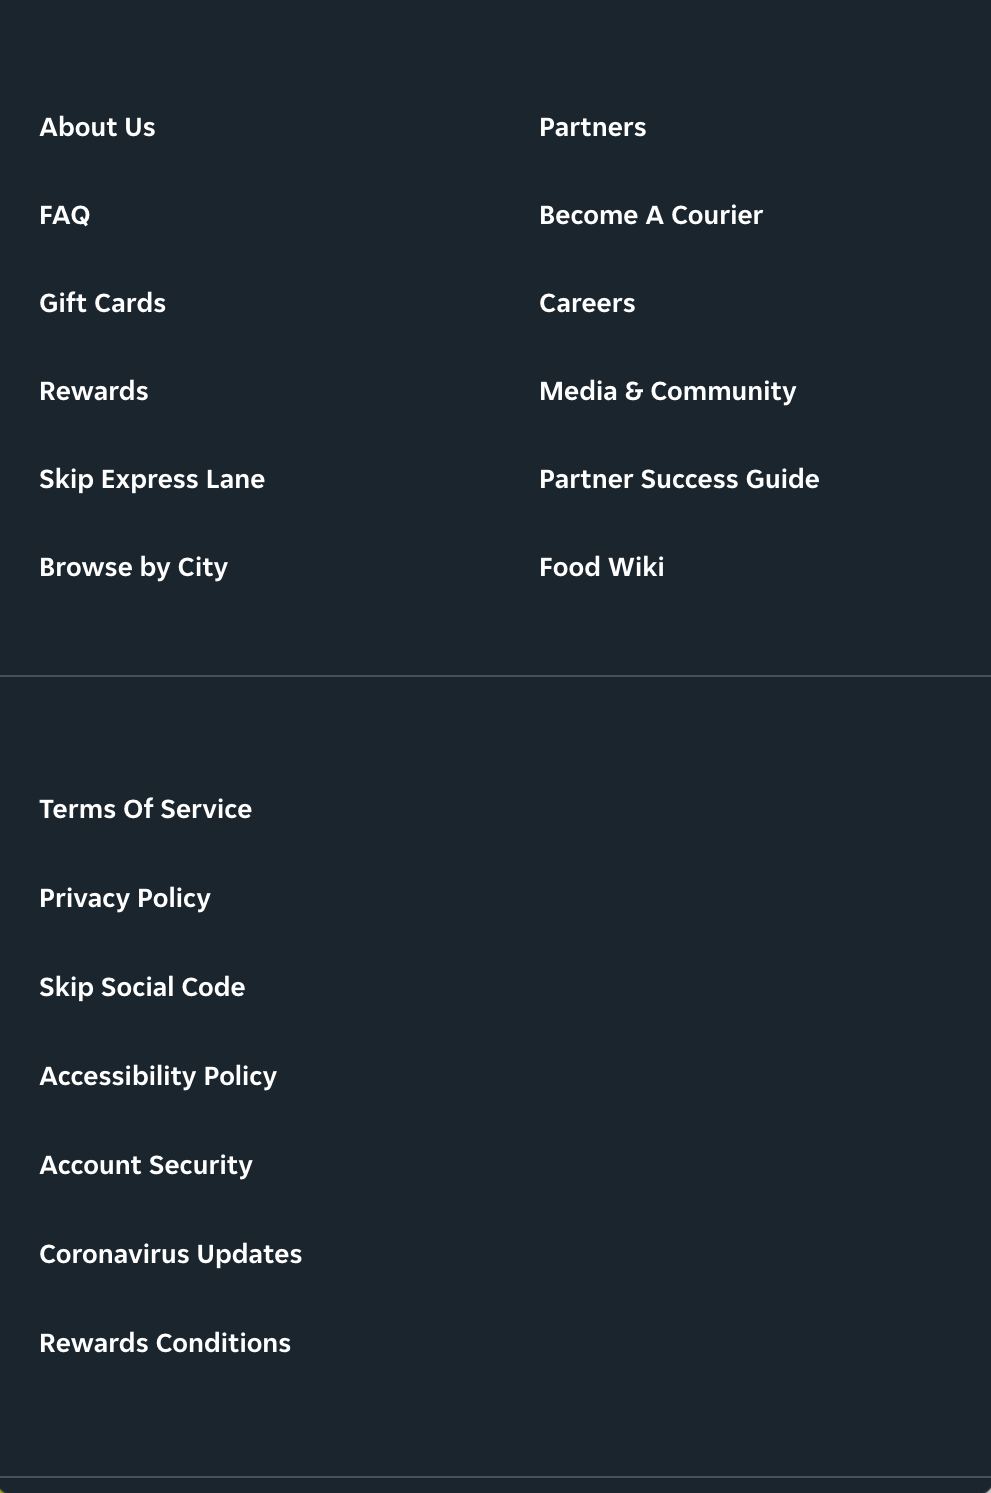 About Us
FAQ
Gift Cards
Rewards
Skip Express Lane
Browse by City
Partners
Become A Courier
Careers
Media & Community
Partner Success Guide
Food Wiki
Terms Of Service
Privacy Policy
Skip Social Code
Accessibility Policy
Account Security
Coronavirus Updates
Rewards Conditions